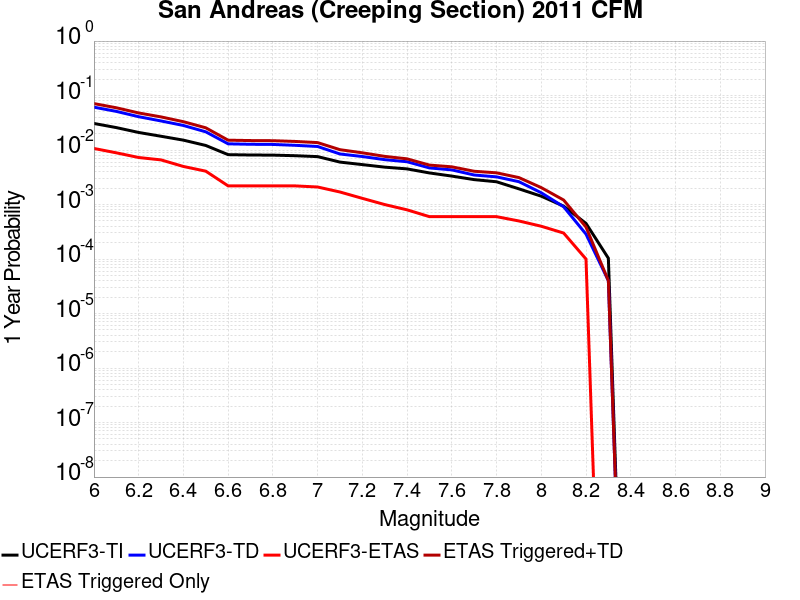 San Andreas (Creeping Section) 2011 CFM
1 Year Probability
10^0
10^-1
10^-2
10^-3
10^-4
10^-5
10^-6
10^-7
10^-8
6 6.2 6.4 6.6 6.8 7 7.2 7.4 7.6 7.8 8 8.2 8.4 8.6 8.8 9
Magnitude
UCERF3-TI UCERF3-TD UCERF3-ETAS ETAS Triggered+TD
ETAS Triggered Only